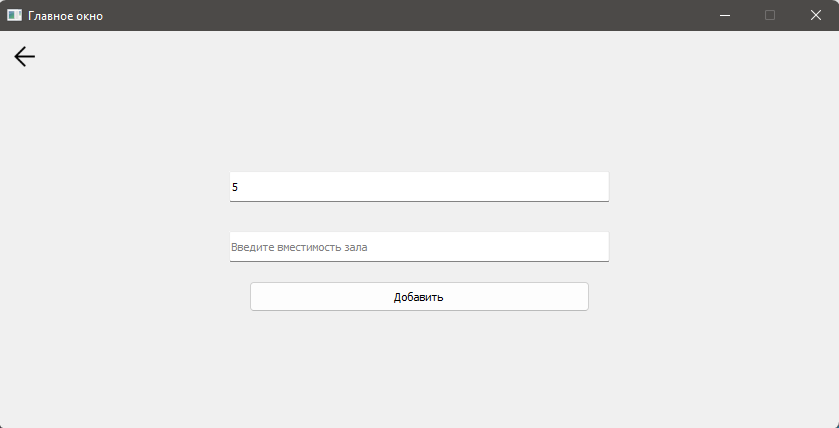 Главное окно
5
Введите вместимость зала
Добавить